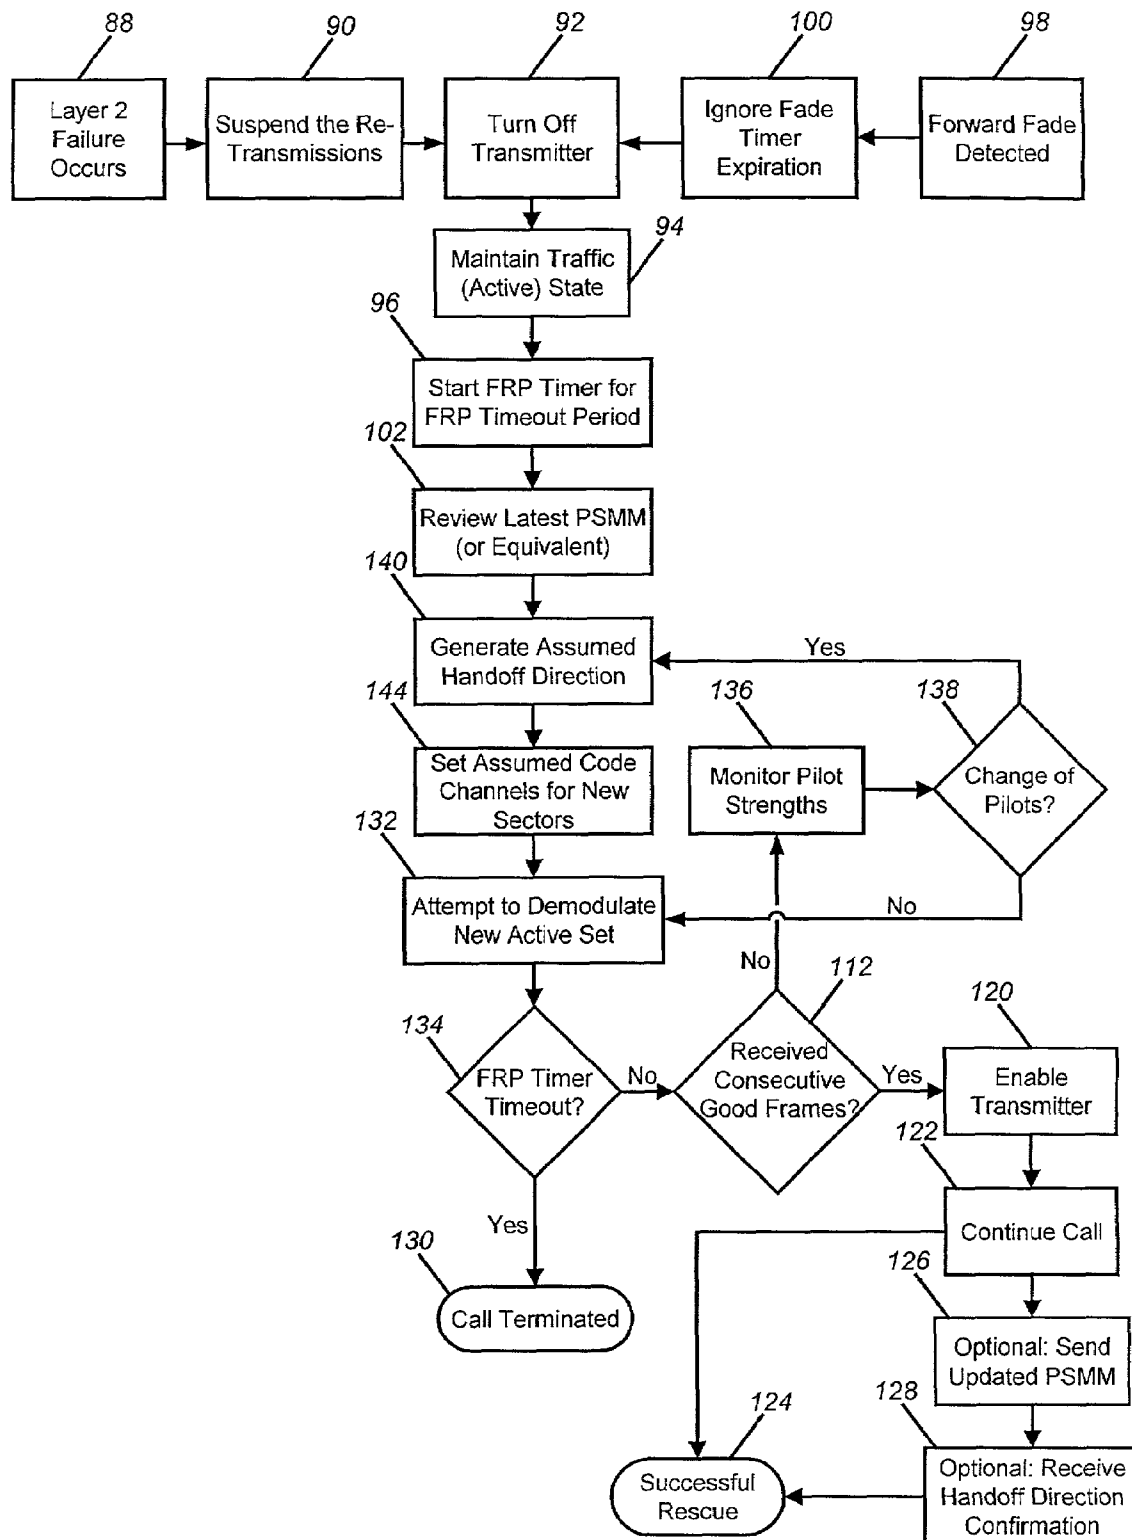 88
90
92
100
98
Layer 2
Failure
Occurs
Suspend the Re-
Transmissions
Turn Off
Transmitter
Ignore Fade
Timer
Expiration
Forward Fade
Detected
94
Maintain Traffic
(Active) State
96
Start FRP Timer for
FRP Timeout Period
102
Review Latest PSMM
(or Equivalent)
140
Generate Assumed
Handoff Direction
Yes
144
136
138
Set Assumed Code
Channels for New
Sectors
Monitor Pilot
Strengths
Change of
Pilots?
132
Attempt to Demodulate
New Active Set
No
No
134
112
120
FRP Timer
Timeout?
No
Received
Consecutive
Good Frames?
Yes
Enable
Transmitter
122
Yes
Continue Call
130
Call Terminated
126
Optional: Send
Updated PSMM
124
128
Successful
Rescue
Optional: Receive
Handoff Direction
Confirmation